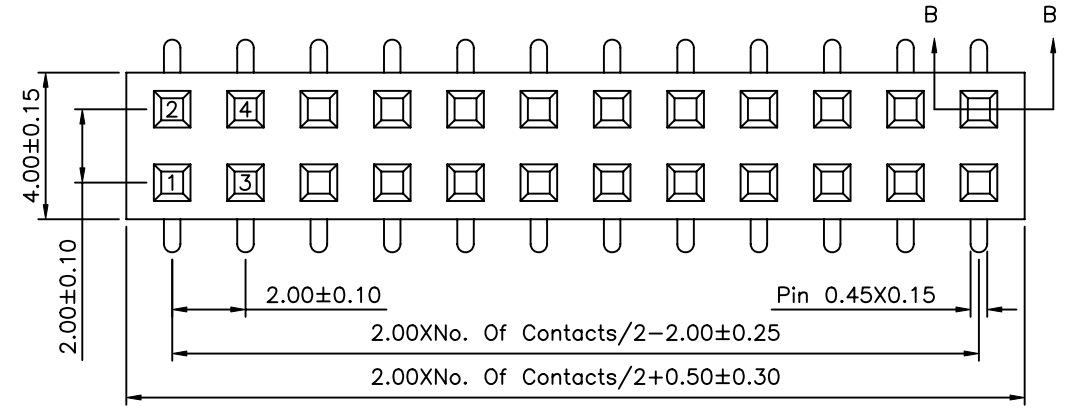 B B
4.00±0.15
2 4
1 3
2.00±0.10
2.00±0.10
Pin 0.45X0.15
2.00XNo. Of Contacts/2-2.00±0.25
2.00XNo. Of Contacts/2+0.50±0.30